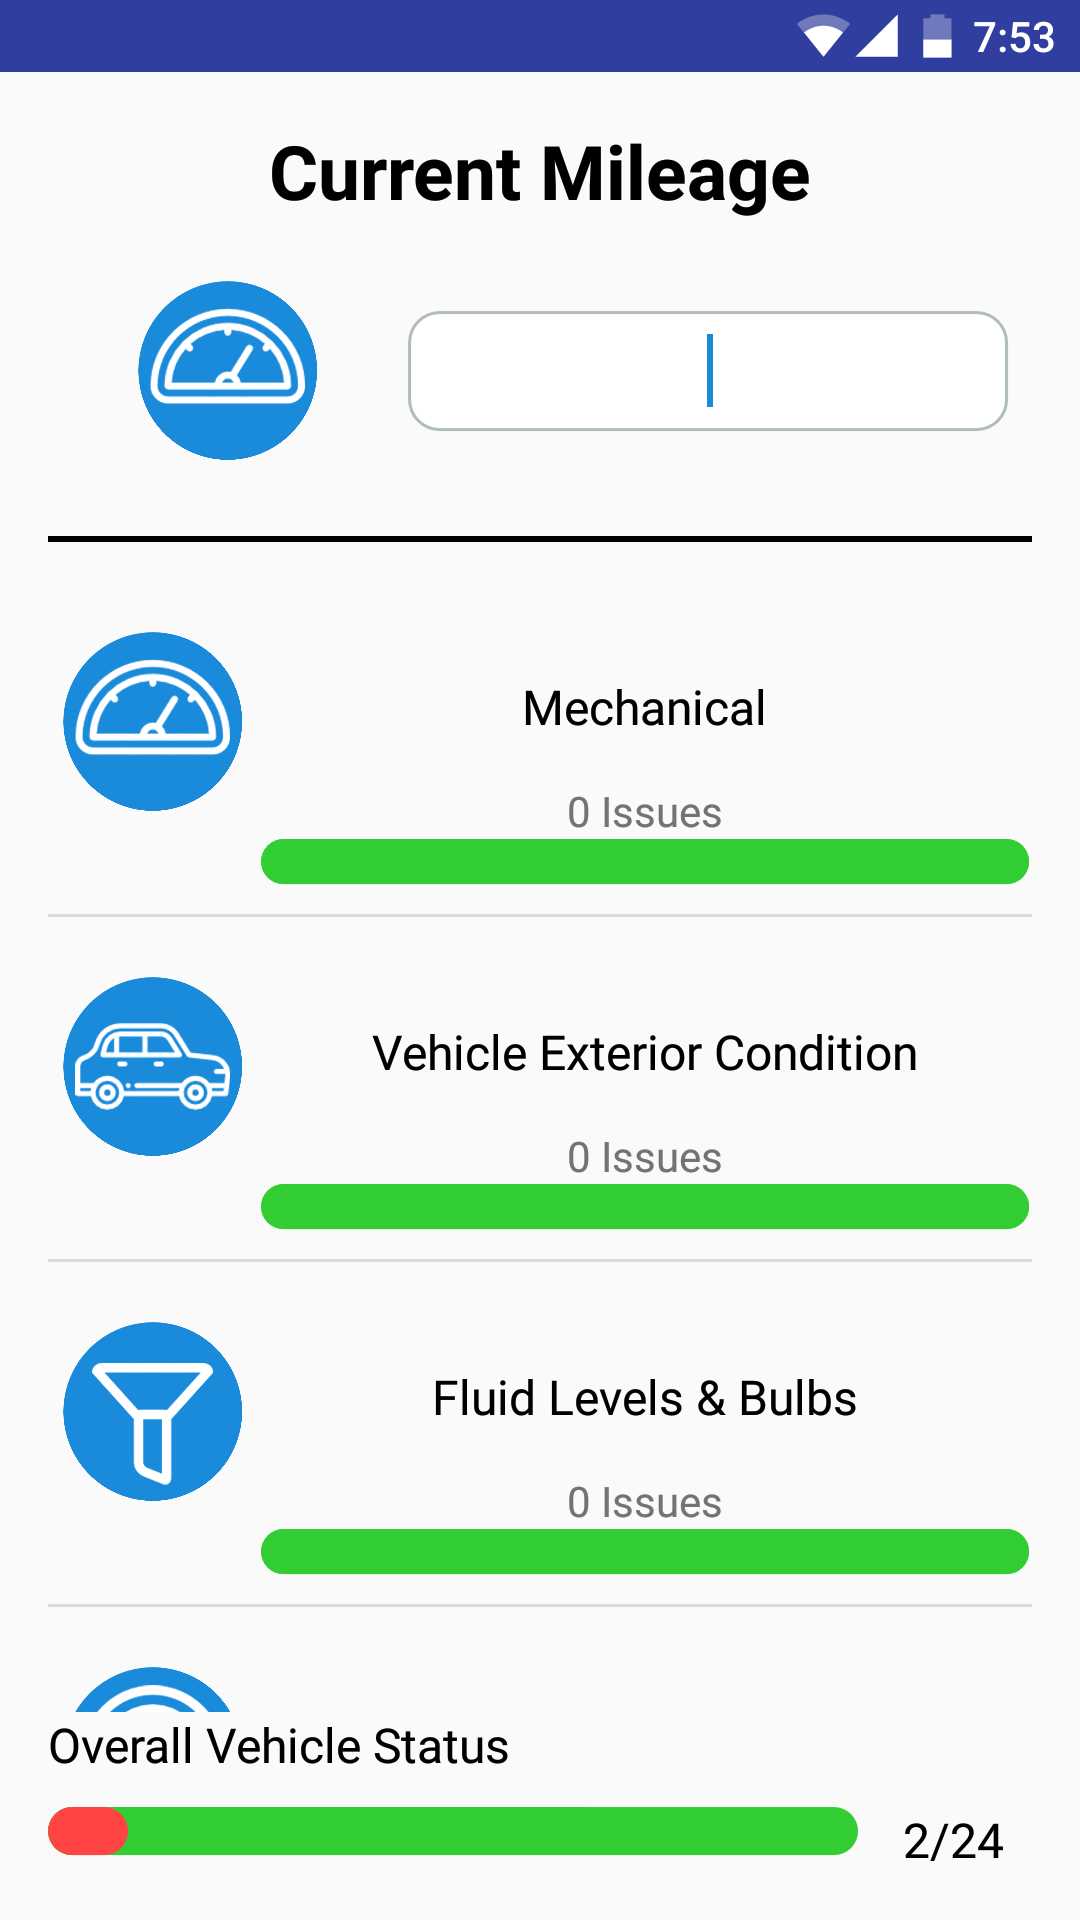 7:53
Current Mileage
Mechanical
0 Issues
Vehicle Exterior Condition
0 Issues
Fluid Levels & Bulbs
0 Issues
Overall Vehicle Status
2/24